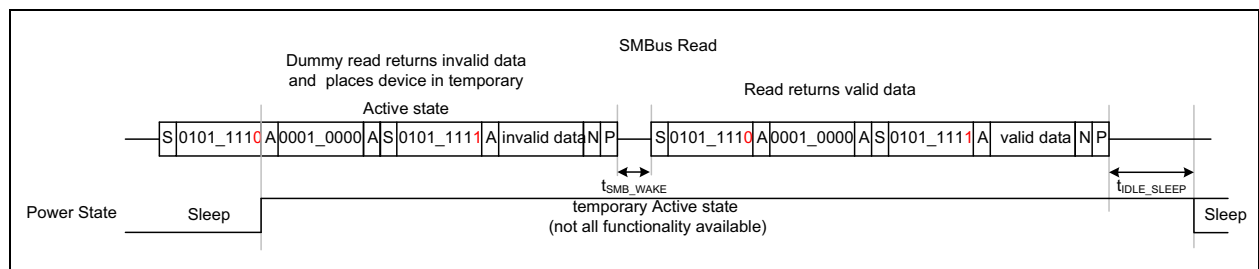 SMBus Read
Dummy read returns invalid data
and places device in temporary
Active state
Read returns valid data
S 0101_1110 A 0001_0000 A S 0101_1111 A invalid data N P S 0101_1110 A 0001_0000 A S 0101_1111 A valid data N P
tSMB_WAKE tIDLE_SLEEP
Power State Sleep temporary Active state Sleep
(not all functionality available)